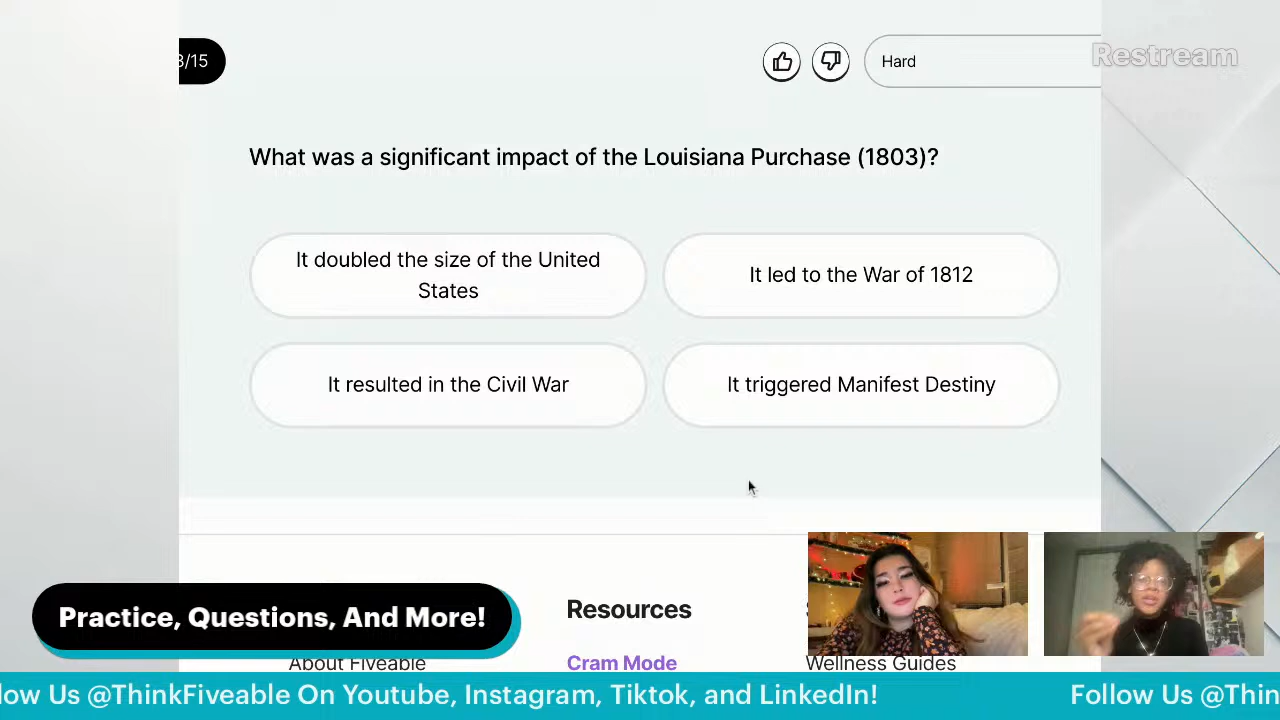 3/15
Hard
Restream
What was a significant impact of the Louisiana Purchase (1803)?
It doubled the size of the United
States
It led to the War of 1812
It resulted in the Civil War
It triggered Manifest Destiny
Practice, Questions, And More!
Resources
About Fiveable
Cram Mode
Wellness Guides
low Us @ThinkFiveable On Youtube, Instagram, Tiktok, and LinkedIn!
Follow Us @Thin